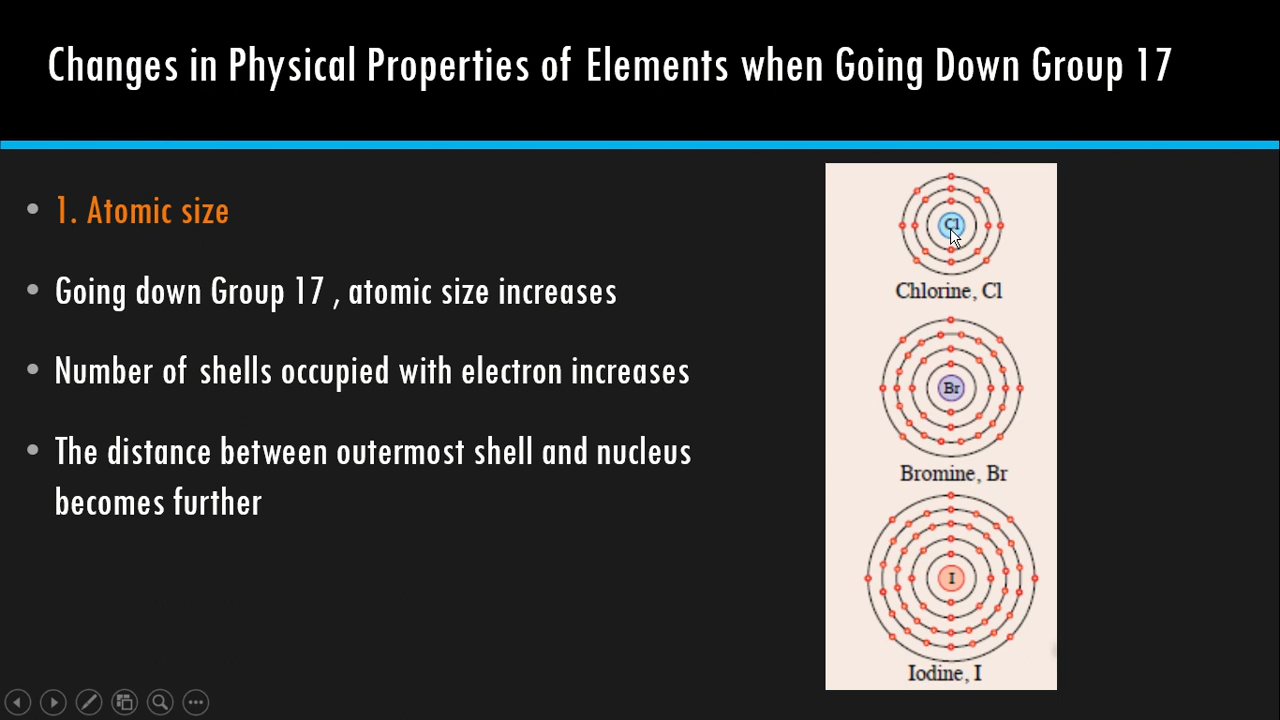 Changes in Physical Properties of Elements when Going Down Group 17
• 1. Atomic size
• Going down Group 17 , atomic size increases
• Number of shells occupied with electron increases
• The distance between outermost shell and nucleus
becomes further
Cl
Chlorine, Cl
Br
Bromine, Br
I
Iodine, I